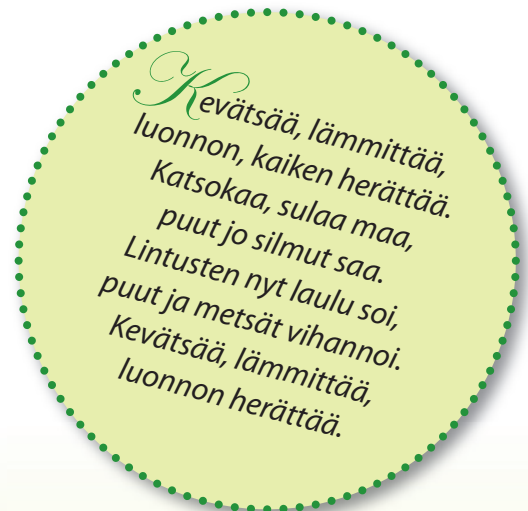 Kevätsää, lämmittää,
luonnon, kaiken herättää.
Katsokaa, sulaa maa,
puut jo silmut saa.
Lintusten nyt laulu soi,
puut ja metsät vihannoi.
Kevätsää, lämmittää,
luonnon herättää.